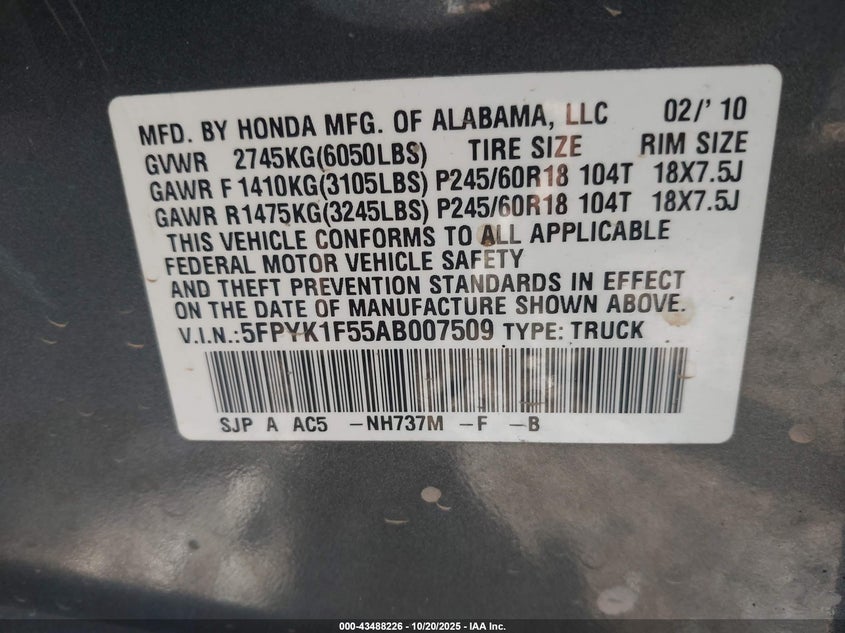 MFD. BY HONDA MFG. OF ALABAMA, LLC 02/' 10
GVWR 2745KG(6050LBS) TIRE SIZE RIM SIZE
GAWR F 1410KG(3105LBS) P245/60R18 104T 18X7.5J
GAWR R1475KG(3245LBS) P245/60R18 104T 18X7.5J
THIS VEHICLE CONFORMS TO ALL APPLICABLE
FEDERAL MOTOR VEHICLE SAFETY
AND THEFT PREVENTION STANDARDS IN EFFECT
ON THE DATE OF MANUFACTURE SHOWN ABOVE.
V.I.N.:5FPYK1F55AB007509 TYPE: TRUCK
SJP A AC5 -NH737M -F -B
000-43488226 - 10/20/2025 - IAA Inc.